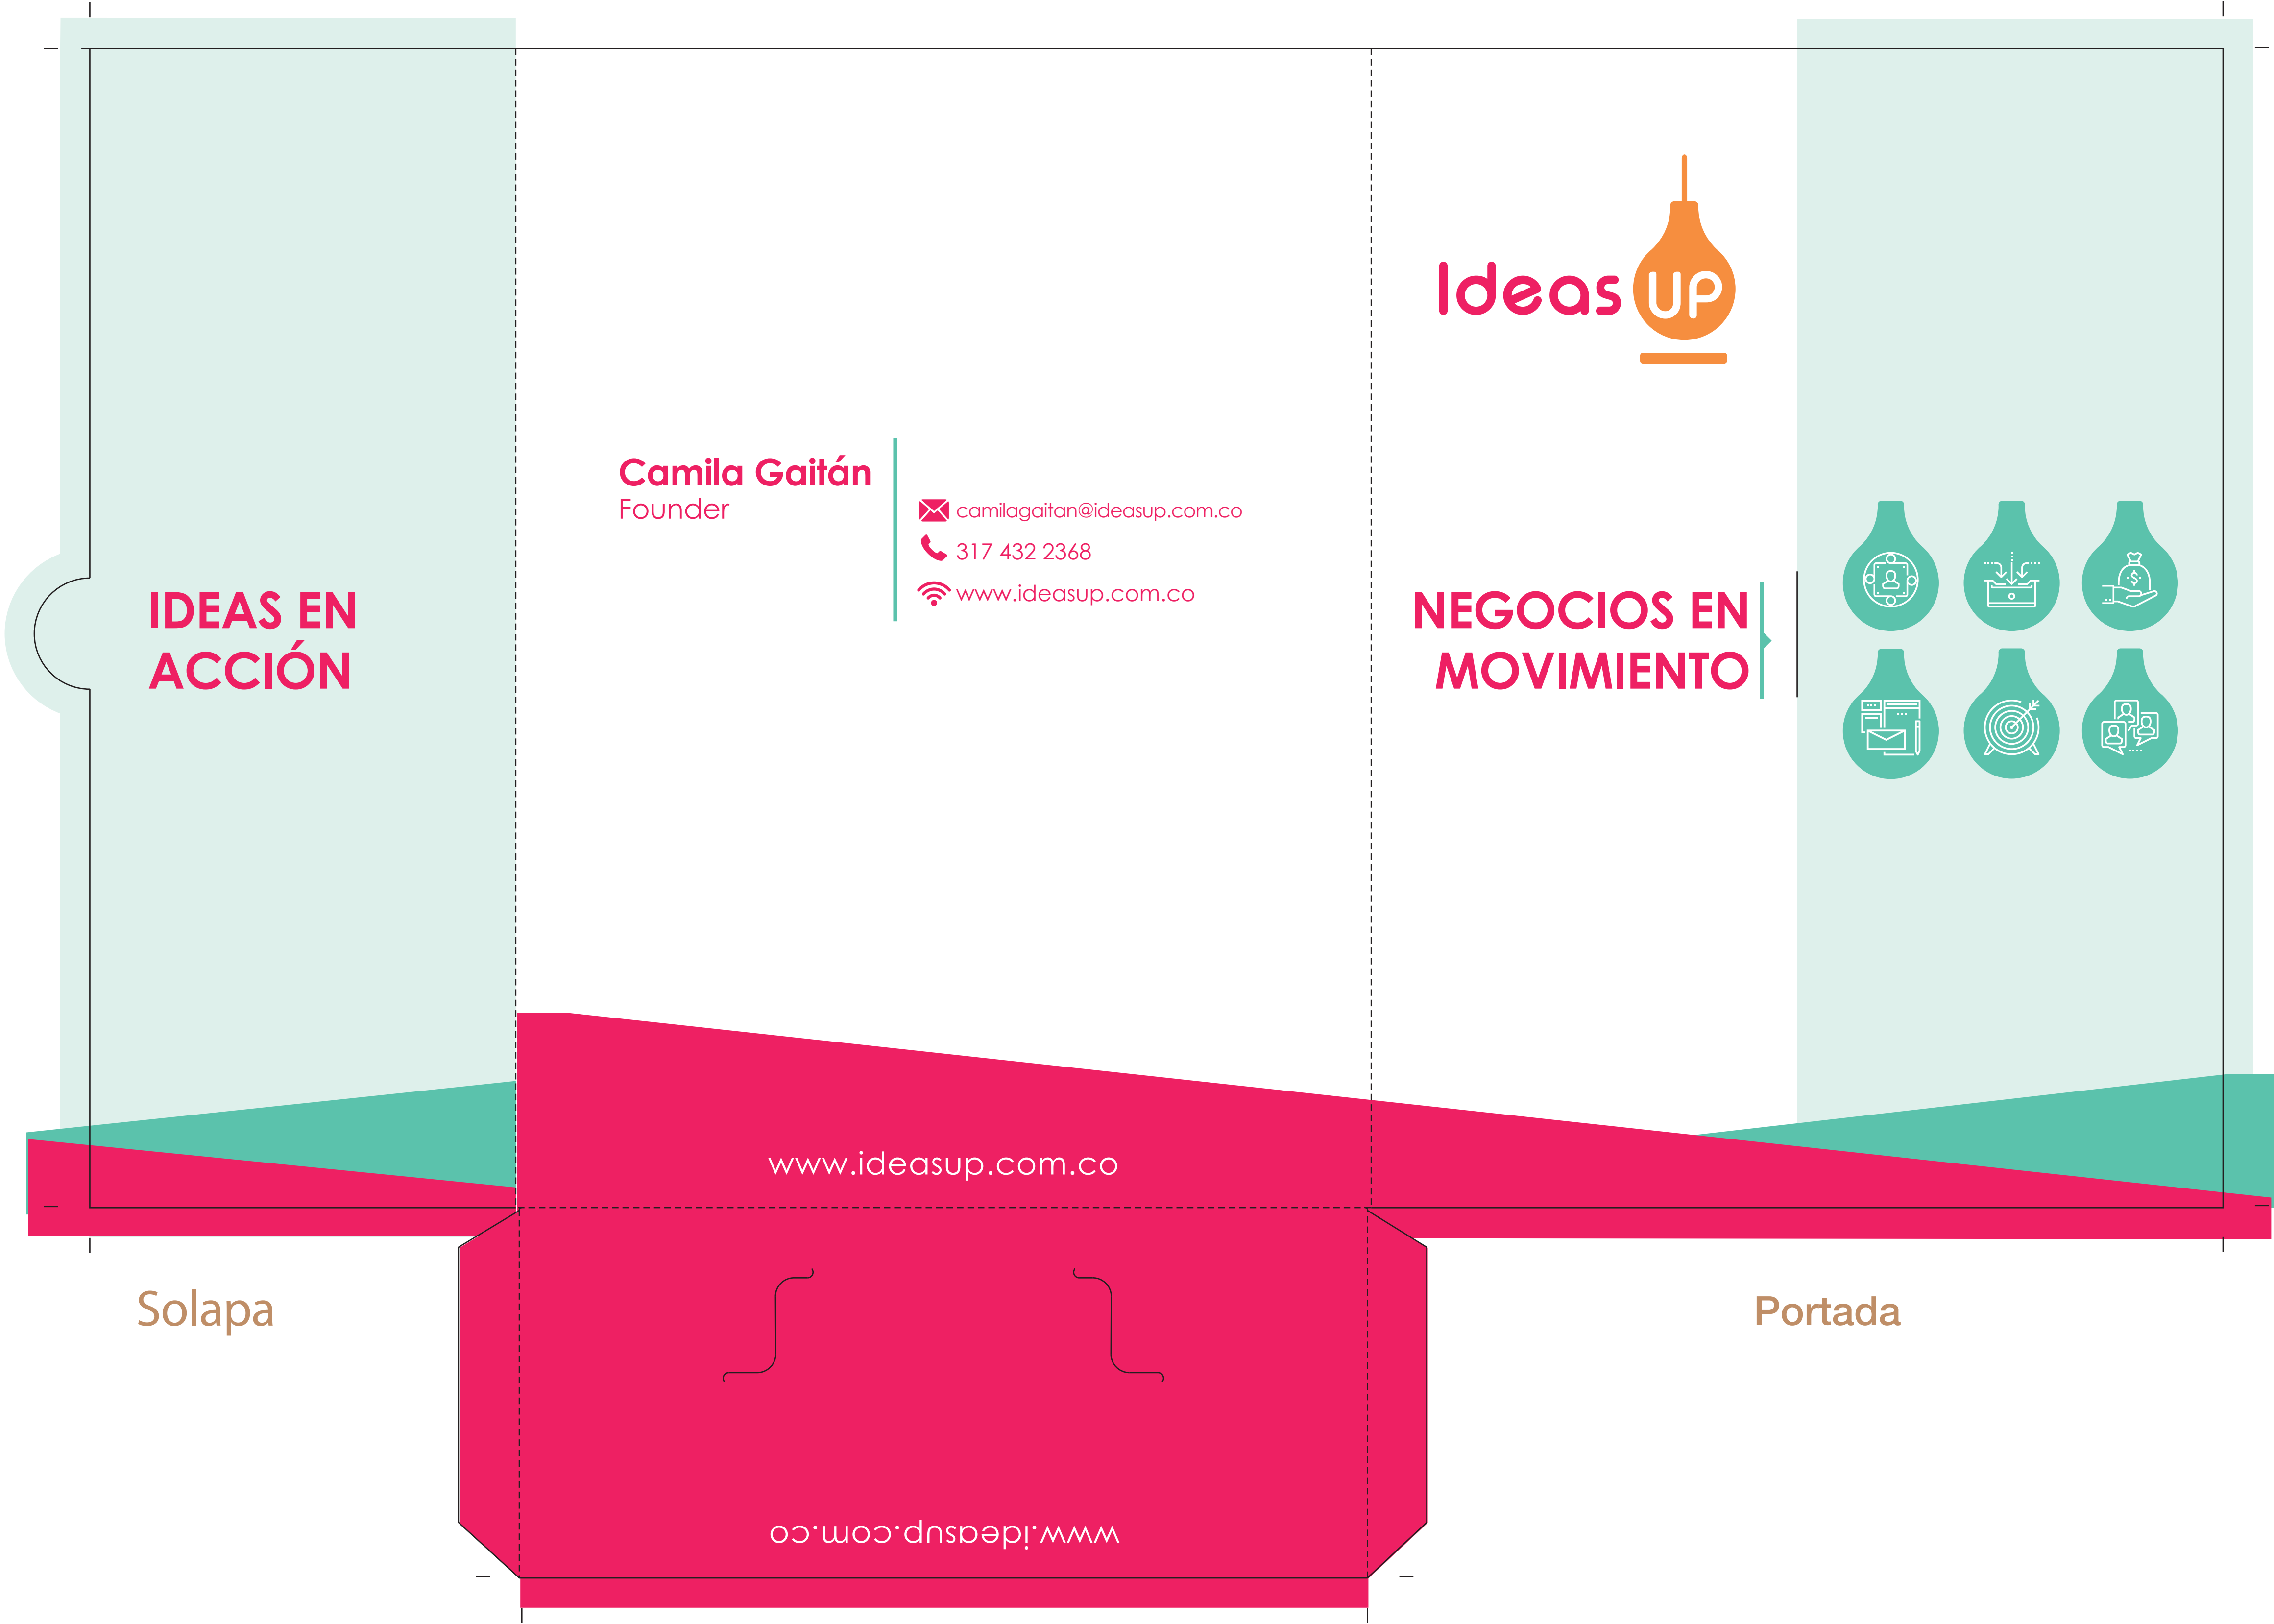 Ideas UP
IDEAS EN
ACCIÓN
Camila Gaitán
Founder
camilagaitan@ideasup.com.co
317 432 2368
www.ideasup.com.co
NEGOCIOS EN
MOVIMIENTO
$
www.ideasup.com.co
Solapa
Portada
www.ideasup.com.co